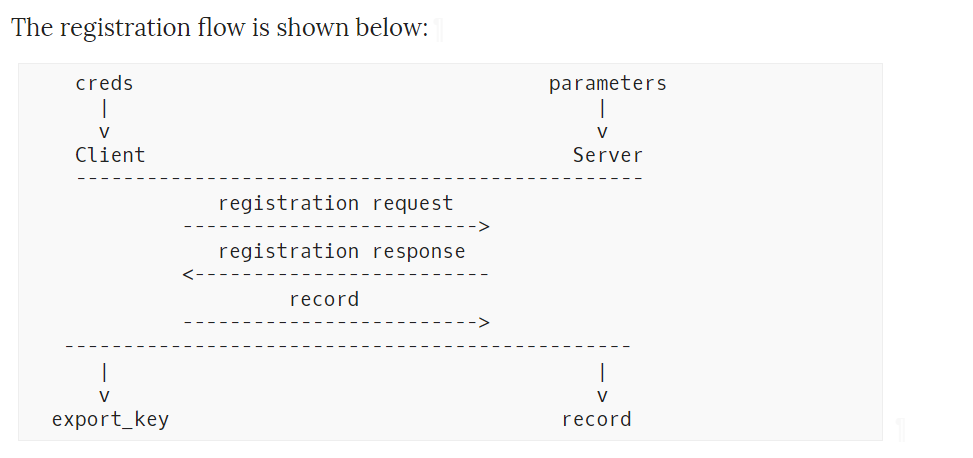 The registration flow is shown below:
creds parameters
| |
v v
Client Server
------------------------------------------------
registration request
------------------------->
registration response
<-------------------------
record
------------------------->
------------------------------------------------
| |
v v
export_key record